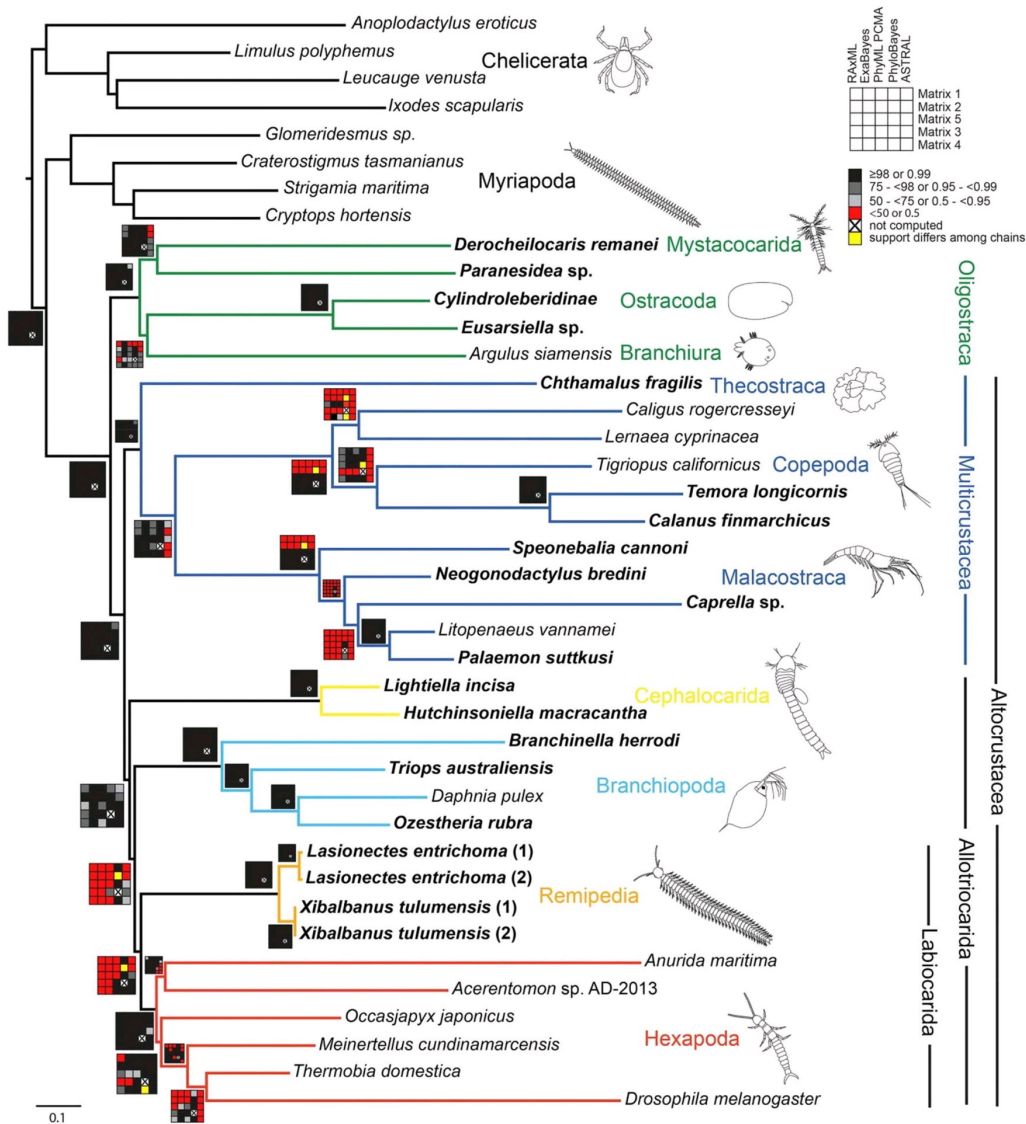 Anoplodactylus eroticus
Limulus polyphemus
Chelicerata
Leucauge venusta
Ixodes scapularis
RAxML
ExaBayes
PhyML PCMA
PhyloBayes
ASTRAL
Matrix 1
Matrix 2
Matrix 5
Matrix 3
Matrix 4
≥98 or 0.99
75 - <98 or 0.95 - <0.99
50 - <75 or 0.5 - <0.95
<50 or 0.5
not computed
support differs among chains
Glomeridesmus sp.
Craterostigmus tasmanianus
Myriapoda
Strigamia maritima
Cryptops hortensis
Derocheilocaris remanei
Mystacocarida
Paranesidea sp.
Cylindroleberidinae
Ostracoda
Eusarsiella sp.
Argulus siamensis
Branchiura
Oligostraca
Chthamalus fragilis
Thecostraca
Caligus rogercresseyi
Lernaea cyprinacea
Tigriopus californicus
Copepoda
Temora longicornis
Calanus finmarchicus
Speonebalia cannoni
Neogonodactylus bredini
Malacostraca
Caprella sp.
Litopenaeus vannamei
Palaemon suttkusi
Multicrustacea
Lightiella incisa
Cephalocarida
Hutchinsoniella macracantha
Branchinella herrodi
Triops australiensis
Branchiopoda
Daphnia pulex
Ozestheria rubra
Altocrustacea
Lasionectes entrichoma (1)
Lasionectes entrichoma (2)
Remipedia
Xibalbanus tulumensis (1)
Xibalbanus tulumensis (2)
Allotriocarida
Labiocarida
Anurida maritima
Acerentomon sp. AD-2013
Occasjapyx japonicus
Hexapoda
Meinertellus cundinamarcensis
Thermobia domestica
Drosophila melanogaster
0.1